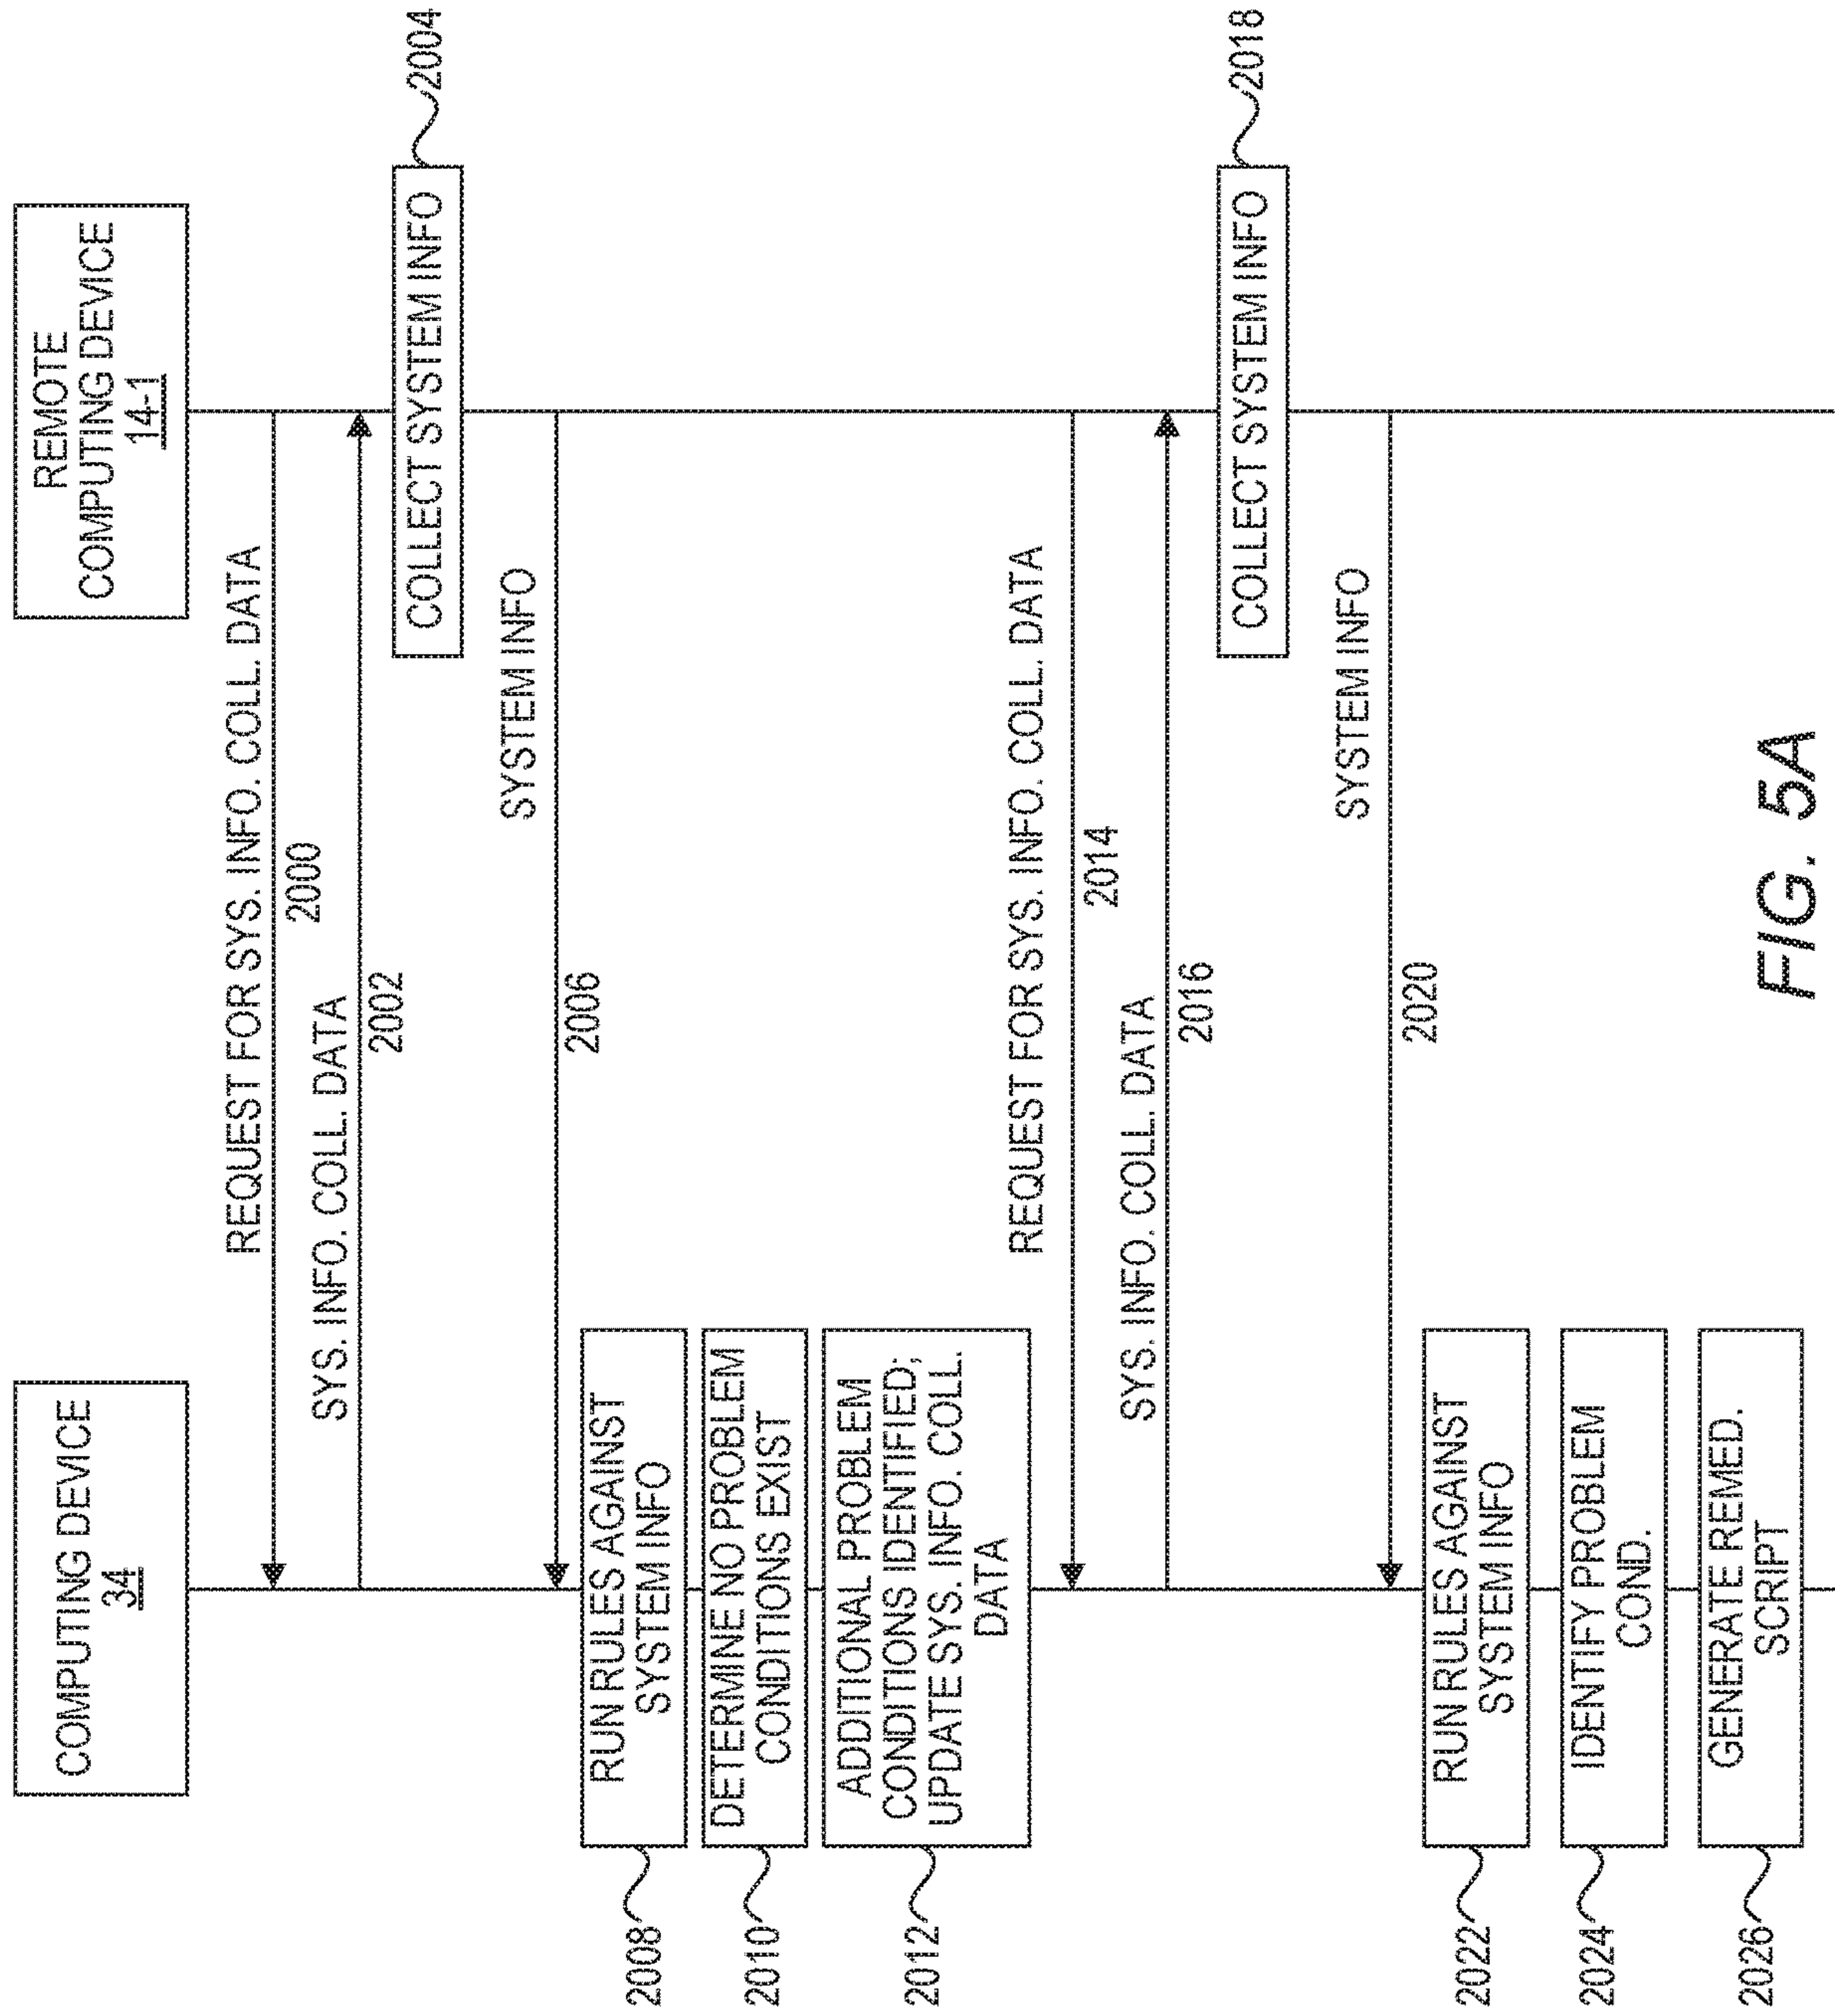 COMPUTING DEVICE
34
REMOTE
COMPUTING DEVICE
14-1
REQUEST FOR SYS. INFO. COLL. DATA
2000
SYS. INFO. COLL. DATA
2002
COLLECT SYSTEM INFO
2004
SYSTEM INFO
2006
2008
RUN RULES AGAINST
SYSTEM INFO
2010
DETERMINE NO PROBLEM
CONDITIONS EXIST
2012
ADDITIONAL PROBLEM
CONDITIONS IDENTIFIED;
UPDATE SYS. INFO. COLL.
DATA
REQUEST FOR SYS. INFO. COLL. DATA
2014
SYS. INFO. COLL. DATA
2016
COLLECT SYSTEM INFO
2018
SYSTEM INFO
2020
2022
RUN RULES AGAINST
SYSTEM INFO
2024
IDENTIFY PROBLEM
COND.
2026
GENERATE REMED.
SCRIPT
FIG. 5A